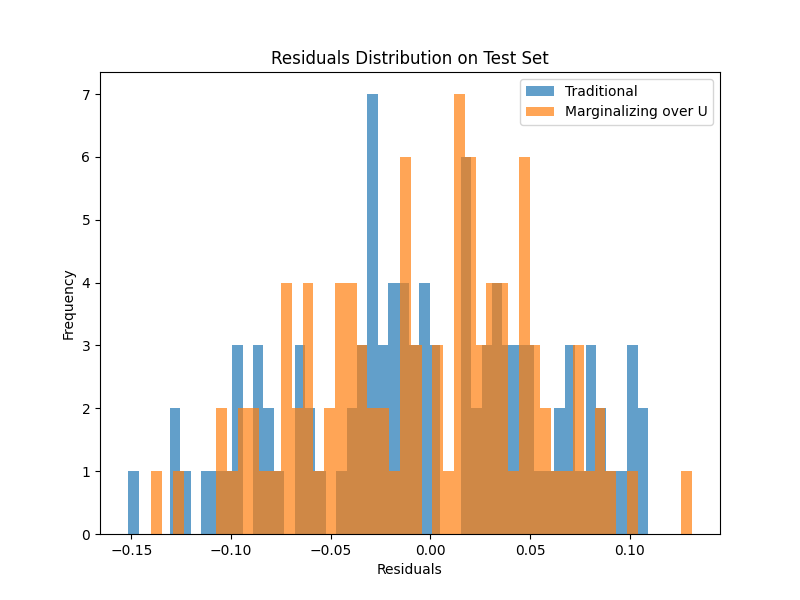 Residuals Distribution on Test Set
Traditional
Marginalizing over U
Frequency
7
6
5
4
3
2
1
0
−0.15 −0.10 −0.05 0.00 0.05 0.10
Residuals